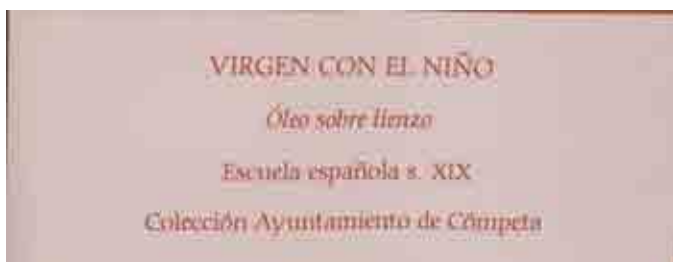 VIRGEN CON EL NIÑO
Óleo sobre lienzo
Escuela española s. XIX
Colección Ayuntamiento de Cómpeta